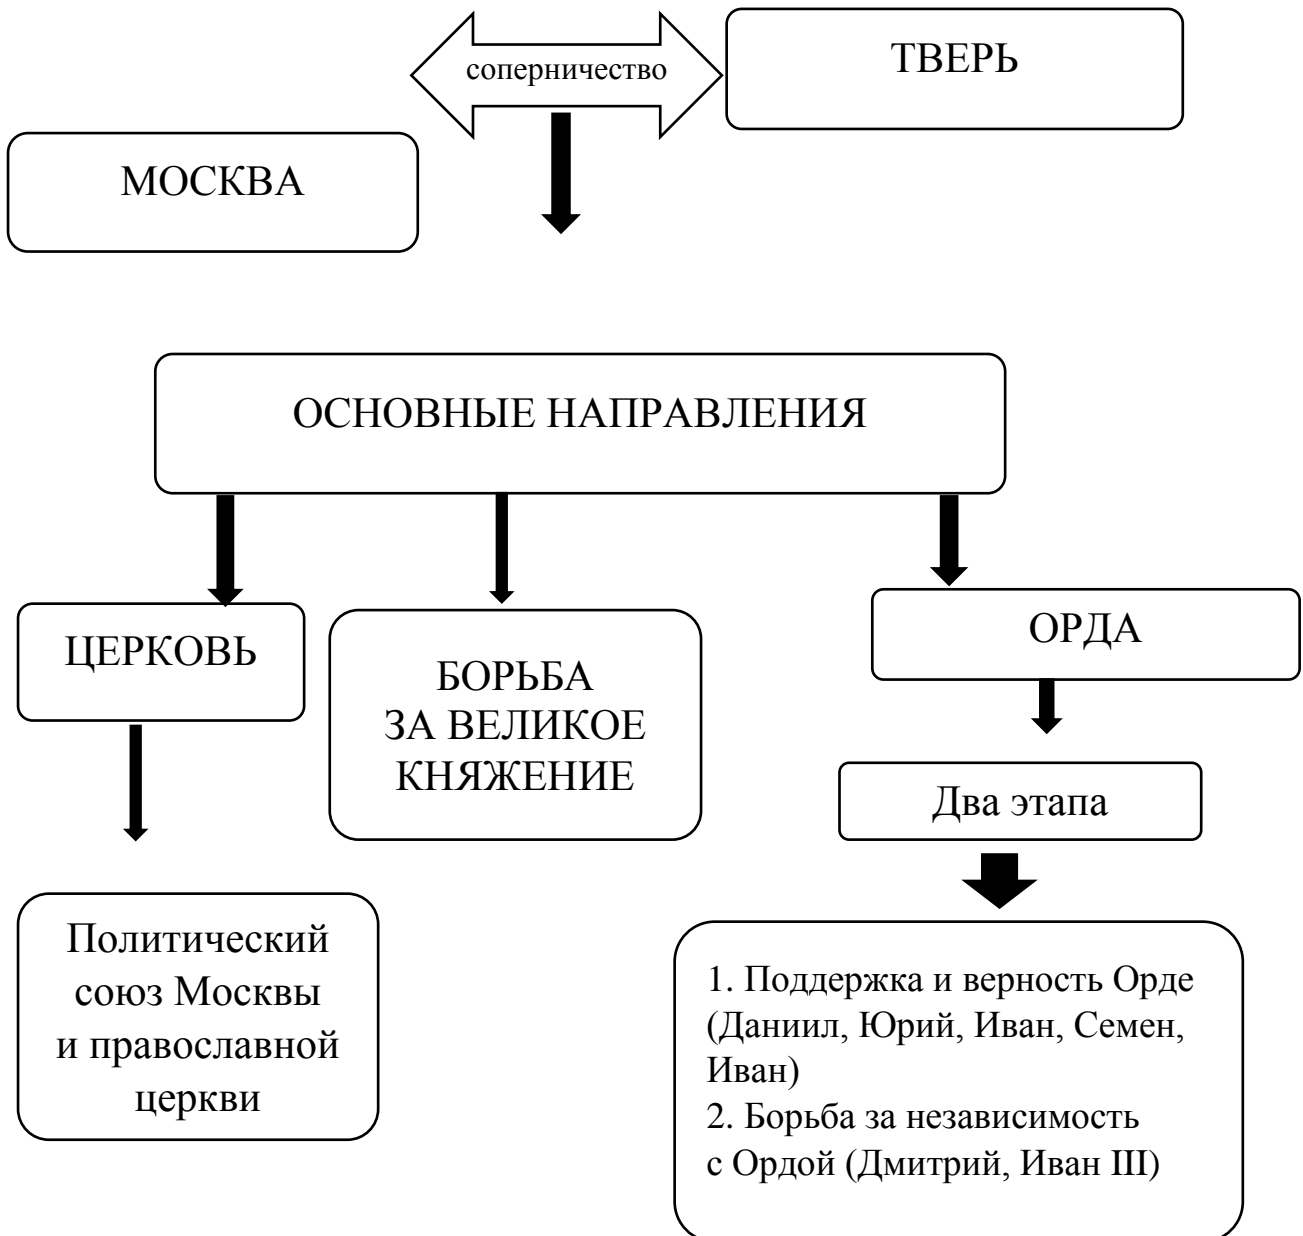 соперничество
ТВЕРЬ
МОСКВА
ОСНОВНЫЕ НАПРАВЛЕНИЯ
ЦЕРКОВЬ
БОРЬБА
ЗА ВЕЛИКОЕ
КНЯЖЕНИЕ
ОРДА
Два этапа
Политический
союз Москвы
и православной
церкви
1. Поддержка и верность Орде
(Даниил, Юрий, Иван, Семен,
Иван)
2. Борьба за независимость
с Ордой (Дмитрий, Иван III)